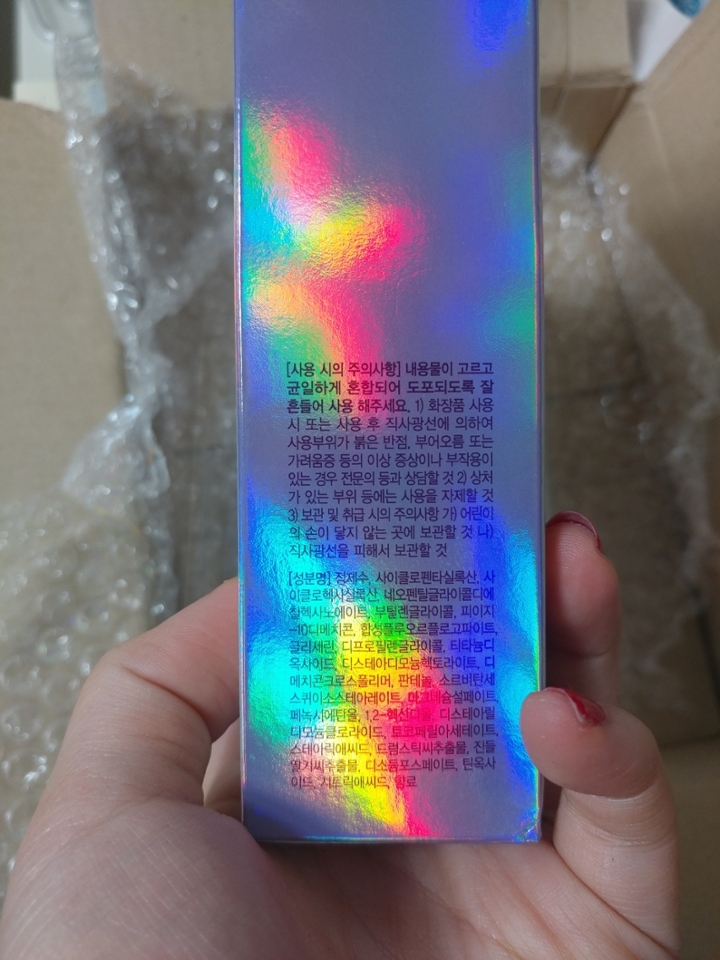 [사용 시의 주의사항] 내용물이 고르고
균일하게 혼합되어 도포되도록 잘
흔들어 사용 해주세요. 1) 화장품 사용
시 또는 사용 후 직사광선에 의하여
사용부위가 붉은 반점, 부어오름 또는
가려움증 등의 이상 증상이나 부작용이
있는 경우 전문의 등과 상담할 것 2) 상처
가 있는 부위 등에는 사용을 자제할 것
3) 보관 및 취급 시의 주의사항 가) 어린이
의 손이 닿지 않는 곳에 보관할 것 나)
직사광선을 피해서 보관할 것
[성분명] 정제수, 사이클로펜타실록산, 사
이클로헥사실록산, 네오펜틸글라이콜디에
칠헥사노에이트, 부틸렌글라이콜, 피이지
-10디메치콘, 합성플루오르플로고파이트,
글리세린, 디프로필렌글라이콜, 티타늄디
옥사이드, 디스테아디모늄헥토라이트, 디
메치콘크로스폴리머, 판테놀, 소르비탄세
스퀴이소스테아레이트, 마그네슘설페이트,
페녹시에탄올, 1,2-헥산디올, 디스테아릴
디모늄클로라이드, 토코페릴아세테이트,
스테아릭애씨드, 드럼스틱씨추출물, 진들
딸기씨추출물, 디소듐포스페이트, 틴옥사
이드, 시트릭애씨드, 향료